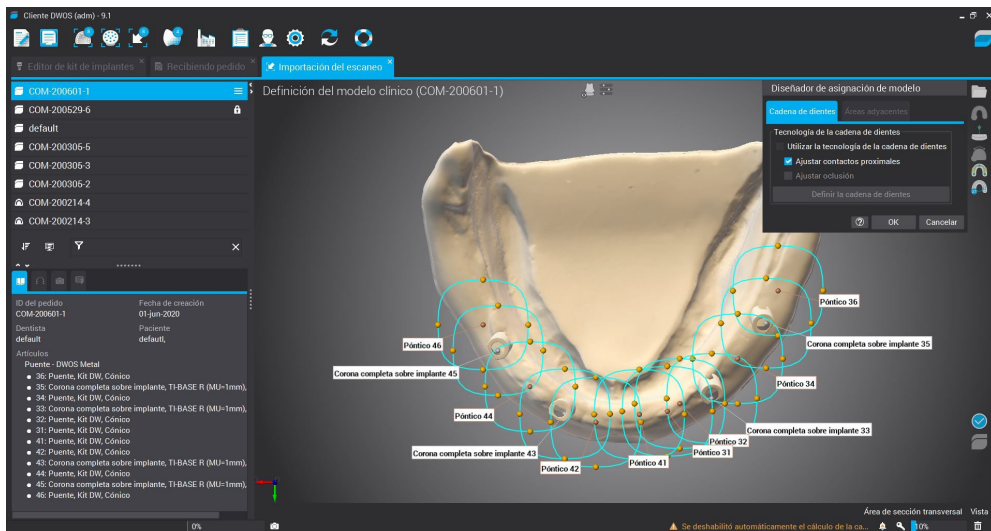 Cliente DWOS (adm) - 9.1
Editor de kit de implantes
Recibiendo pedido
Importación del escaneo
COM-200601-1
COM-200529-6
default
COM-200305-5
COM-200305-3
COM-200305-2
COM-200214-4
COM-200214-3
ID del pedido
Fecha de creación
COM-200601-1
01-jun-2020
Dentista
Paciente
default
defautl,
Artículos
Puente - DWOS Metal
36: Puente, Kit DW, Cónico
35: Corona completa sobre implante, TI-BASE R (MU=1mm),
34: Puente, Kit DW, Cónico
33: Corona completa sobre implante, TI-BASE R (MU=1mm),
32: Puente, Kit DW, Cónico
31: Puente, Kit DW, Cónico
41: Puente, Kit DW, Cónico
42: Puente, Kit DW, Cónico
43: Corona completa sobre implante, TI-BASE R (MU=1mm),
44: Puente, Kit DW, Cónico
45: Corona completa sobre implante, TI-BASE R (MU=1mm),
46: Puente, Kit DW, Cónico
0%
Definición del modelo clínico (COM-200601-1)
Diseñador de asignación de modelo
Cadena de dientes
Áreas adyacentes
Tecnología de la cadena de dientes
Utilizar la tecnología de la cadena de dientes
Ajustar contactos proximales
Ajustar oclusión
Definir la cadena de dientes
OK
Cancelar
Póntico 36
Corona completa sobre implante 35
Póntico 46
Corona completa sobre implante 45
Póntico 34
Póntico 44
Corona completa sobre implante 33
Póntico 32
Corona completa sobre implante 43
Póntico 31
Póntico 42
Póntico 41
Área de sección transversal
Vista
Se deshabilitó automáticamente el cálculo de la ca...
10%